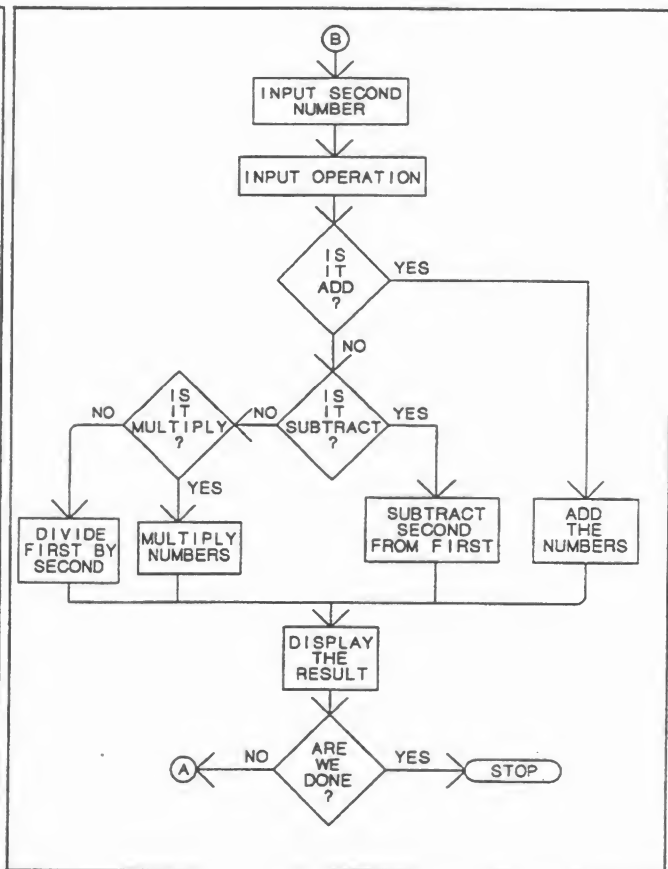 B
INPUT SECOND
NUMBER
INPUT OPERATION
IS
IT
ADD
?
YES
NO
IS
IT
SUBTRACT
?
YES
NO
IS
IT
MULTIPLY
?
NO
YES
DIVIDE
FIRST BY
SECOND
MULTIPLY
NUMBERS
SUBTRACT
SECOND
FROM FIRST
ADD
THE
NUMBERS
DISPLAY
THE
RESULT
ARE
WE
DONE
?
NO
YES
A
STOP